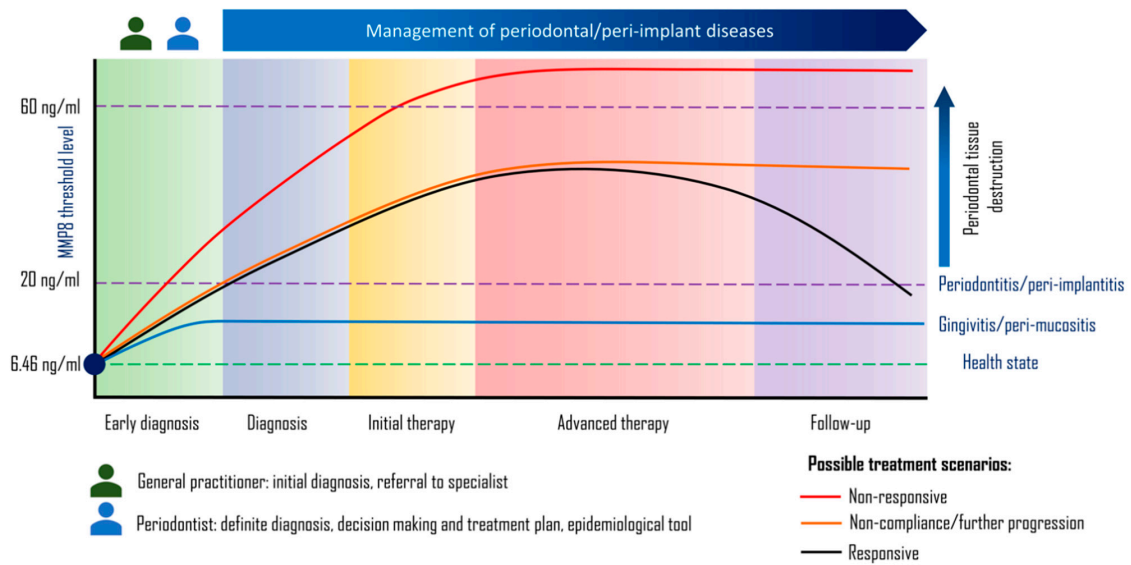 Management of periodontal/peri-implant diseases
60 ng/ml
MMP8 threshold level
20 ng/ml
6.46 ng/ml
Periodontal tissue
destruction
Periodontitis/peri-implantitis
Gingivitis/peri-mucositis
Health state
Early diagnosis
Diagnosis
Initial therapy
Advanced therapy
Follow-up
General practitioner: initial diagnosis, referral to specialist
Periodontist: definite diagnosis, decision making and treatment plan, epidemiological tool
Possible treatment scenarios:
Non-responsive
Non-compliance/further progression
Responsive